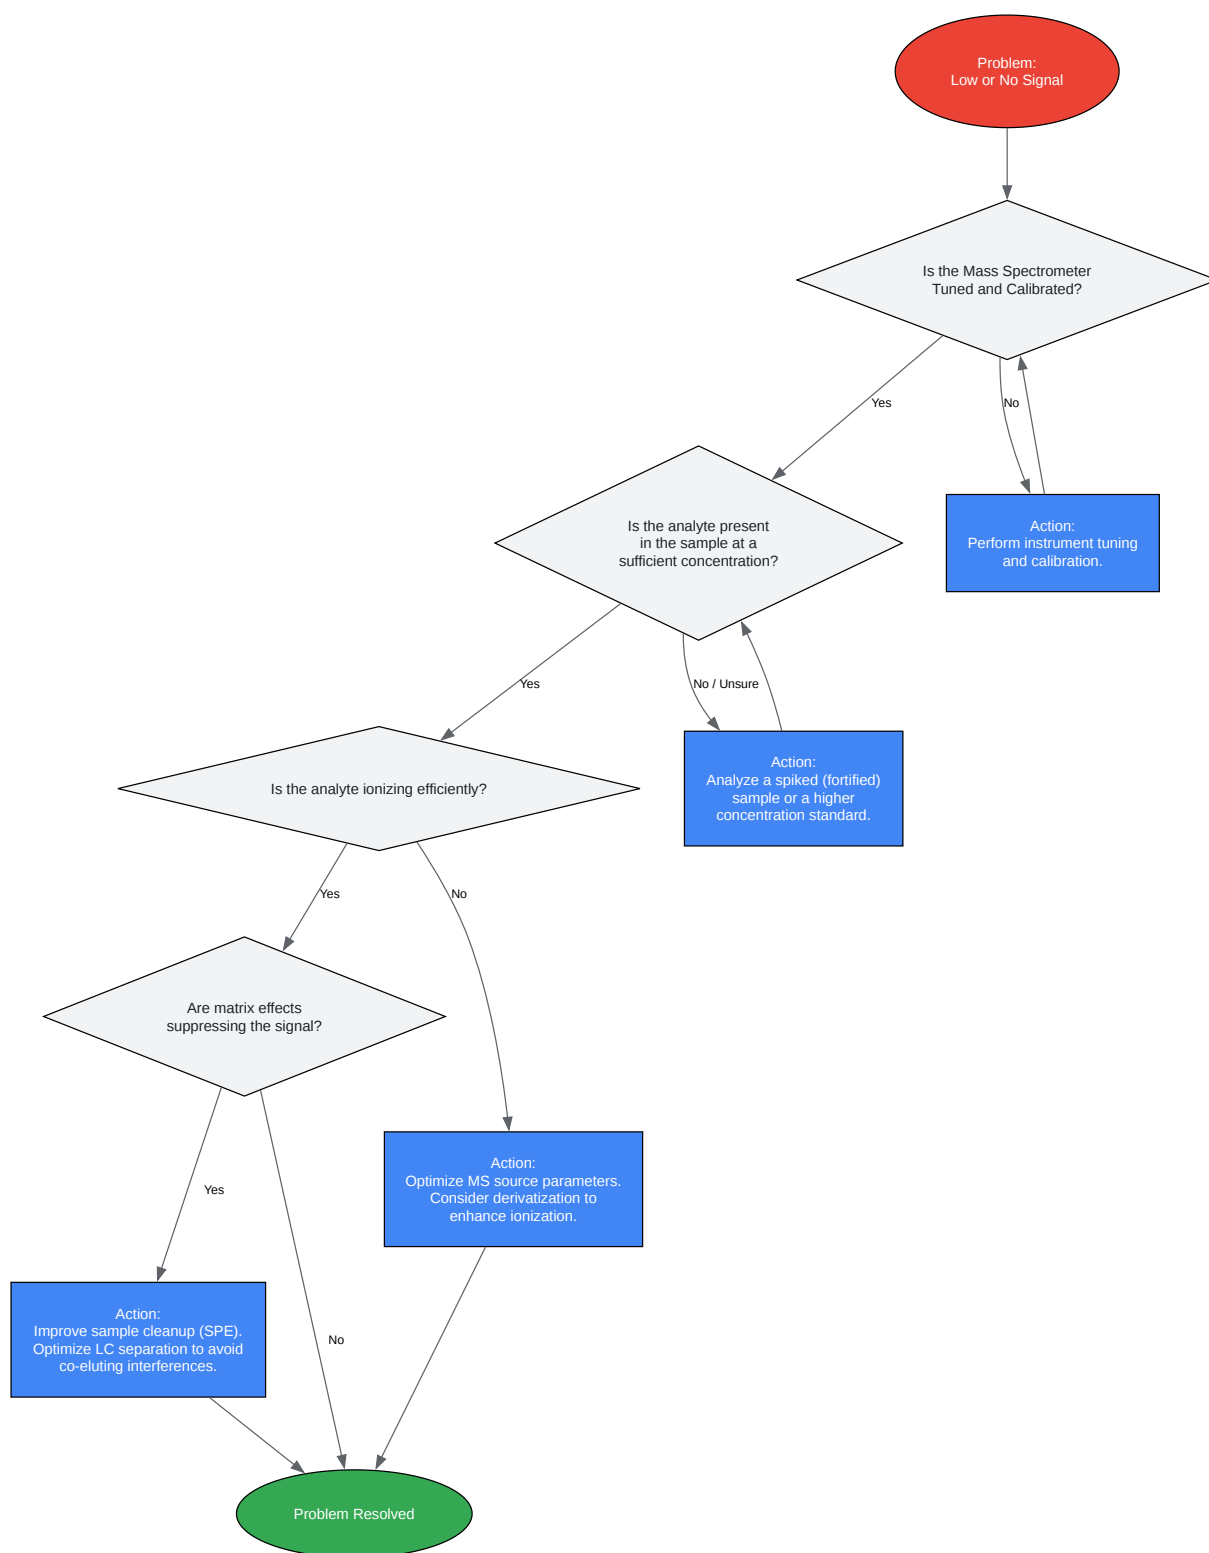 Problem:
Low or No Signal
Is the Mass Spectrometer
Tuned and Calibrated?
Yes
No
Is the analyte present
in the sample at a
sufficient concentration?
Action:
Perform instrument tuning
and calibration.
Yes
No / Unsure
Is the analyte ionizing efficiently?
Action:
Analyze a spiked (fortified)
sample or a higher
concentration standard.
Yes
No
Are matrix effects
suppressing the signal?
Yes
Action:
Optimize MS source parameters.
Consider derivatization to
enhance ionization.
Action:
Improve sample cleanup (SPE).
Optimize LC separation to avoid
co-eluting interferences.
No
Problem Resolved